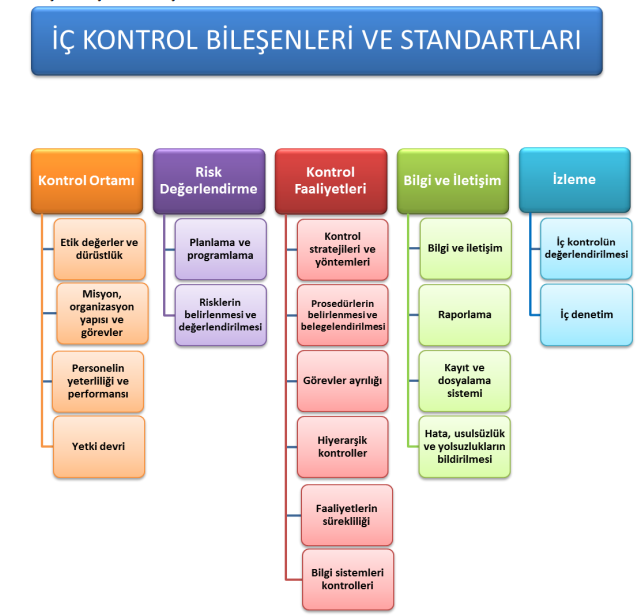 İÇ KONTROL BİLEŞENLERİ VE STANDARTLARI
Kontrol Ortamı
Etik değerler ve
dürüstlük
Misyon,
organizasyon
yapısı ve
görevler
Personelin
yeterliliği ve
performansı
Yetki devri
Risk
Değerlendirme
Planlama ve
programlama
Risklerin
belirlenmesi ve
değerlendirilmesi
Kontrol
Faaliyetleri
Kontrol
stratejileri ve
yöntemleri
Prosedürlerin
belirlenmesi ve
belegelendirilmesi
Görevler ayrılığı
Hiyerarşik
kontroller
Faaliyetlerin
sürekliliği
Bilgi sistemleri
kontrolleri
Bilgi ve İletişim
Bilgi ve iletişim
Raporlama
Kayıt ve
dosyalama
sistemi
Hata, usulsüzlük
ve yolsuzlukların
bildirilmesi
İzleme
İç kontrolün
değerlendirilmesi
İç denetim